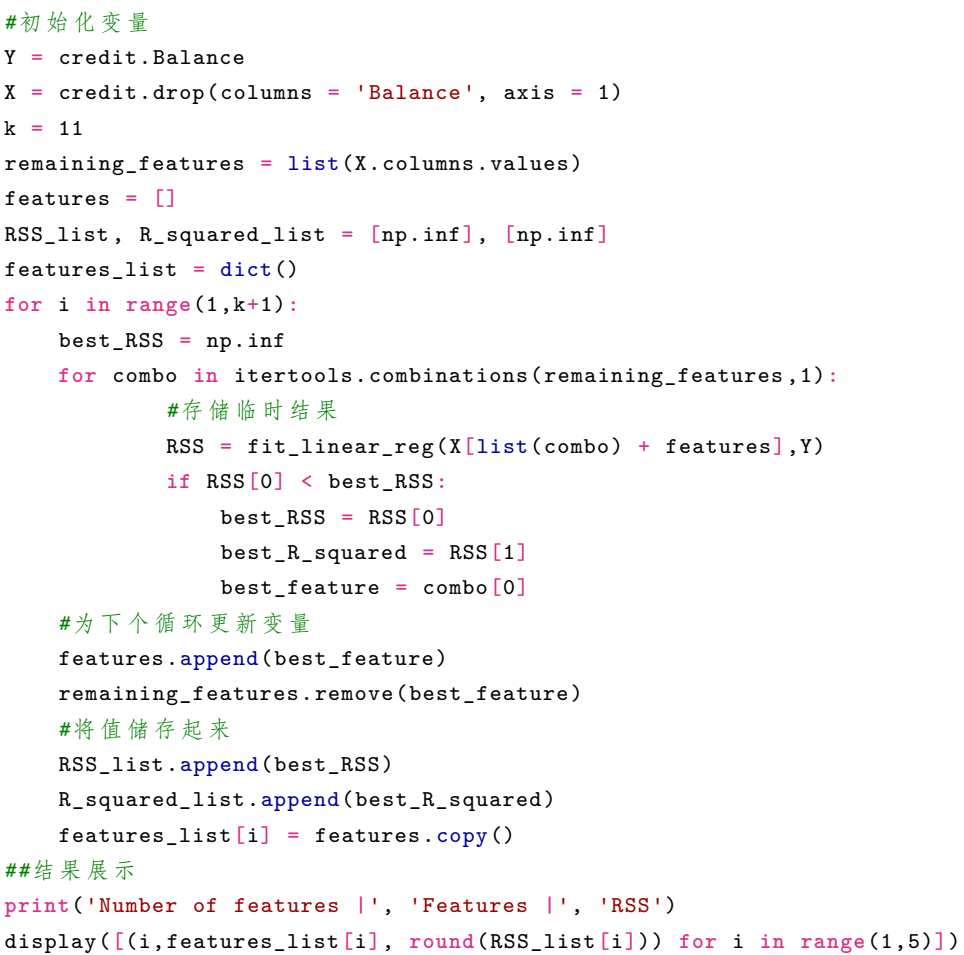 #初始化变量
Y = credit.Balance
X = credit.drop(columns = 'Balance', axis = 1)
k = 11
remaining_features = list(X.columns.values)
features = []
RSS_list, R_squared_list = [np.inf], [np.inf]
features_list = dict()
for i in range(1,k+1):
    best_RSS = np.inf
    for combo in itertools.combinations(remaining_features,1):
            #存储临时结果
            RSS = fit_linear_reg(X[list(combo) + features],Y)
            if RSS[0] < best_RSS:
                best_RSS = RSS[0]
                best_R_squared = RSS[1]
                best_feature = combo[0]
    #为下个循环更新变量
    features.append(best_feature)
    remaining_features.remove(best_feature)
    #将值储存起来
    RSS_list.append(best_RSS)
    R_squared_list.append(best_R_squared)
    features_list[i] = features.copy()
##结果展示
print('Number of features |', 'Features |', 'RSS')
display([(i,features_list[i], round(RSS_list[i])) for i in range(1,5)])